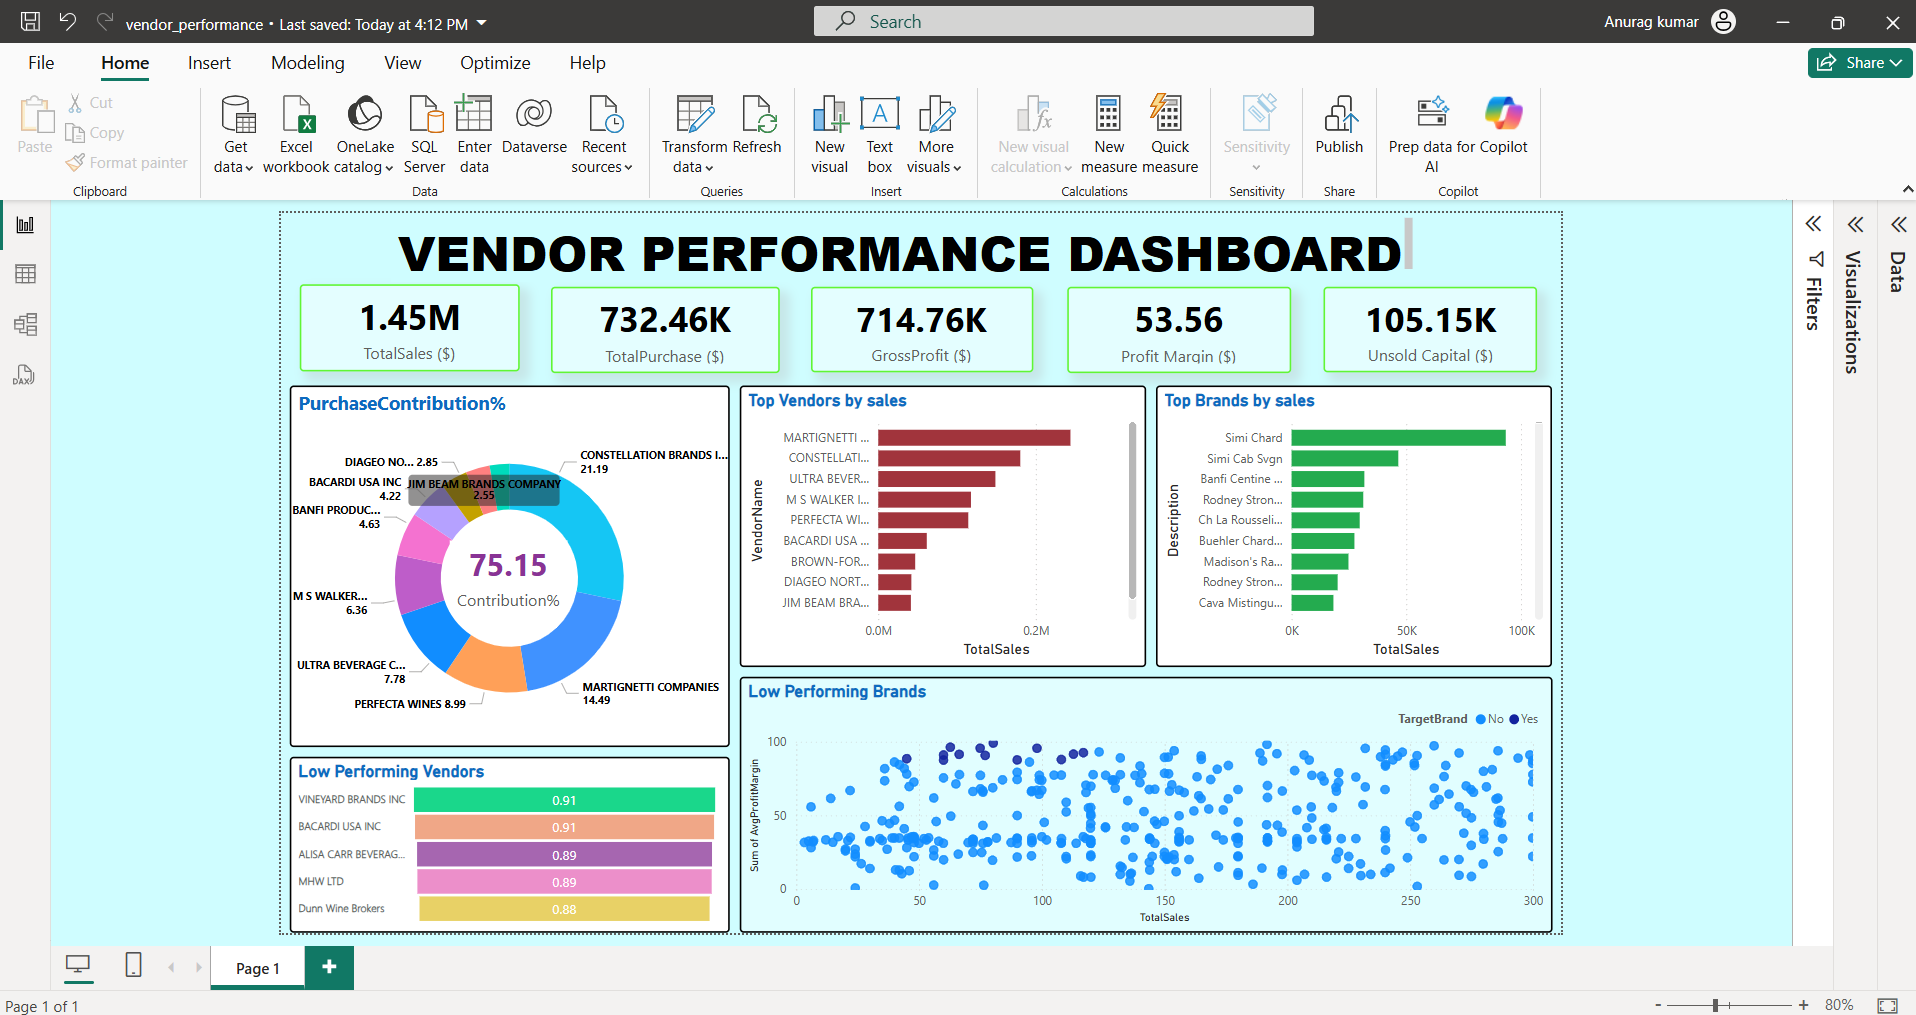 vendor_performance • Last saved: Today at 4:12 PM
Search
Anurag kumar
File
Home
Insert
Modeling
View
Optimize
Help
Share
Paste
Cut
Copy
Format painter
Clipboard
Get data
Excel workbook
OneLake catalog
SQL Server
Enter data
Dataverse
Recent sources
Data
Transform data
Refresh
Queries
New visual
Text box
More visuals
Insert
New visual calculation
New measure
Quick measure
Calculations
Sensitivity
Sensitivity
Publish
Share
Prep data for AI
Copilot
Copilot
DAX
VENDOR PERFORMANCE DASHBOARD
1.45M
TotalSales ($)
732.46K
TotalPurchase ($)
714.76K
GrossProfit ($)
53.56
Profit Margin ($)
105.15K
Unsold Capital ($)
PurchaseContribution%
CONSTELLATION BRANDS I...
21.19
DIAGEO NO... 2.85
BACARDI USA INC
4.22
JIM BEAM BRANDS COMPANY
2.55
BANFI PRODUC...
4.63
75.15
Contribution%
M S WALKER...
6.36
ULTRA BEVERAGE C...
7.78
MARTIGNETTI COMPANIES
14.49
PERFECTA WINES 8.99
Top Vendors by sales
VendorName
MARTIGNETTI ...
CONSTELLATI...
ULTRA BEVER...
M S WALKER I...
PERFECTA WI...
BACARDI USA ...
BROWN-FOR...
DIAGEO NORT...
JIM BEAM BRA...
0.0M
0.2M
TotalSales
Top Brands by sales
Description
Simi Chard
Simi Cab Svgn
Banfi Centine ...
Rodney Stron...
Ch La Rousseli...
Buehler Chard...
Madison's Ra...
Rodney Stron...
Cava Mistingu...
0K
50K
100K
TotalSales
Low Performing Vendors
VINEYARD BRANDS INC
0.91
BACARDI USA INC
0.91
ALISA CARR BEVERAG...
0.89
MHW LTD
0.89
Dunn Wine Brokers
0.88
Low Performing Brands
TargetBrand No Yes
Sum of AvgProfitMargin
100
50
0
0
50
100
150
200
250
300
TotalSales
Filters
Visualizations
Data
Page 1
Page 1 of 1
- + 80%